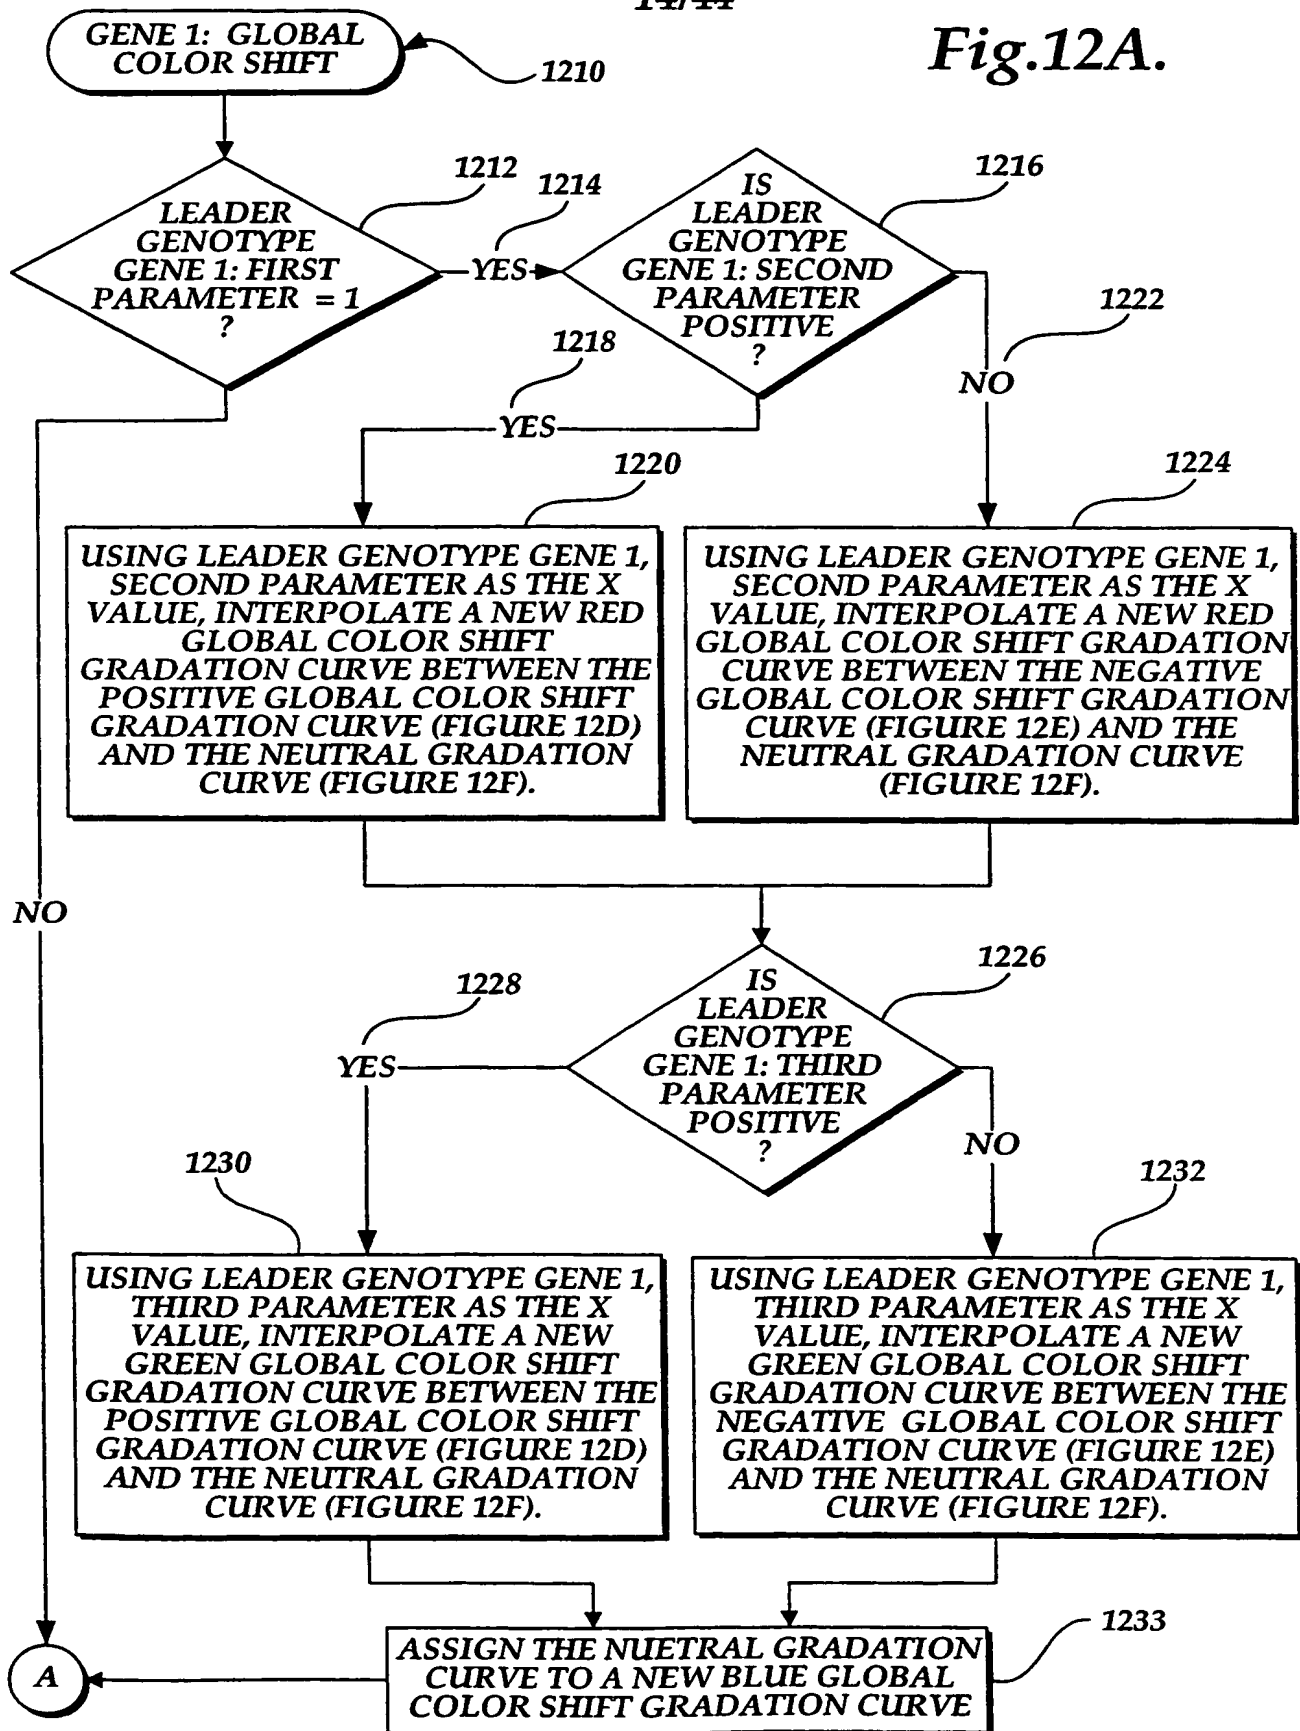 14/44
Fig.12A.
GENE 1: GLOBAL
COLOR SHIFT
1210
1212
LEADER
GENOTYPE
GENE 1: FIRST
PARAMETER = 1
?
1214
YES
1216
IS
LEADER
GENOTYPE
GENE 1: SECOND
PARAMETER
POSITIVE
?
1218
YES
1222
NO
1220
USING LEADER GENOTYPE GENE 1,
SECOND PARAMETER AS THE X
VALUE, INTERPOLATE A NEW RED
GLOBAL COLOR SHIFT
GRADATION CURVE BETWEEN THE
POSITIVE GLOBAL COLOR SHIFT
GRADATION CURVE (FIGURE 12D)
AND THE NEUTRAL GRADATION
CURVE (FIGURE 12F).
1224
USING LEADER GENOTYPE GENE 1,
SECOND PARAMETER AS THE X
VALUE, INTERPOLATE A NEW RED
GLOBAL COLOR SHIFT GRADATION
CURVE BETWEEN THE NEGATIVE
GLOBAL COLOR SHIFT GRADATION
CURVE (FIGURE 12E) AND THE
NEUTRAL GRADATION CURVE
(FIGURE 12F).
NO
1226
IS
LEADER
GENOTYPE
GENE 1: THIRD
PARAMETER
POSITIVE
?
1228
YES
NO
1230
USING LEADER GENOTYPE GENE 1,
THIRD PARAMETER AS THE X
VALUE, INTERPOLATE A NEW
GREEN GLOBAL COLOR SHIFT
GRADATION CURVE BETWEEN THE
POSITIVE GLOBAL COLOR SHIFT
GRADATION CURVE (FIGURE 12D)
AND THE NEUTRAL GRADATION
CURVE (FIGURE 12F).
1232
USING LEADER GENOTYPE GENE 1,
THIRD PARAMETER AS THE X
VALUE, INTERPOLATE A NEW
GREEN GLOBAL COLOR SHIFT
GRADATION CURVE BETWEEN THE
NEGATIVE GLOBAL COLOR SHIFT
GRADATION CURVE (FIGURE 12E)
AND THE NEUTRAL GRADATION
CURVE (FIGURE 12F).
1233
ASSIGN THE NUETRAL GRADATION
CURVE TO A NEW BLUE GLOBAL
COLOR SHIFT GRADATION CURVE
A